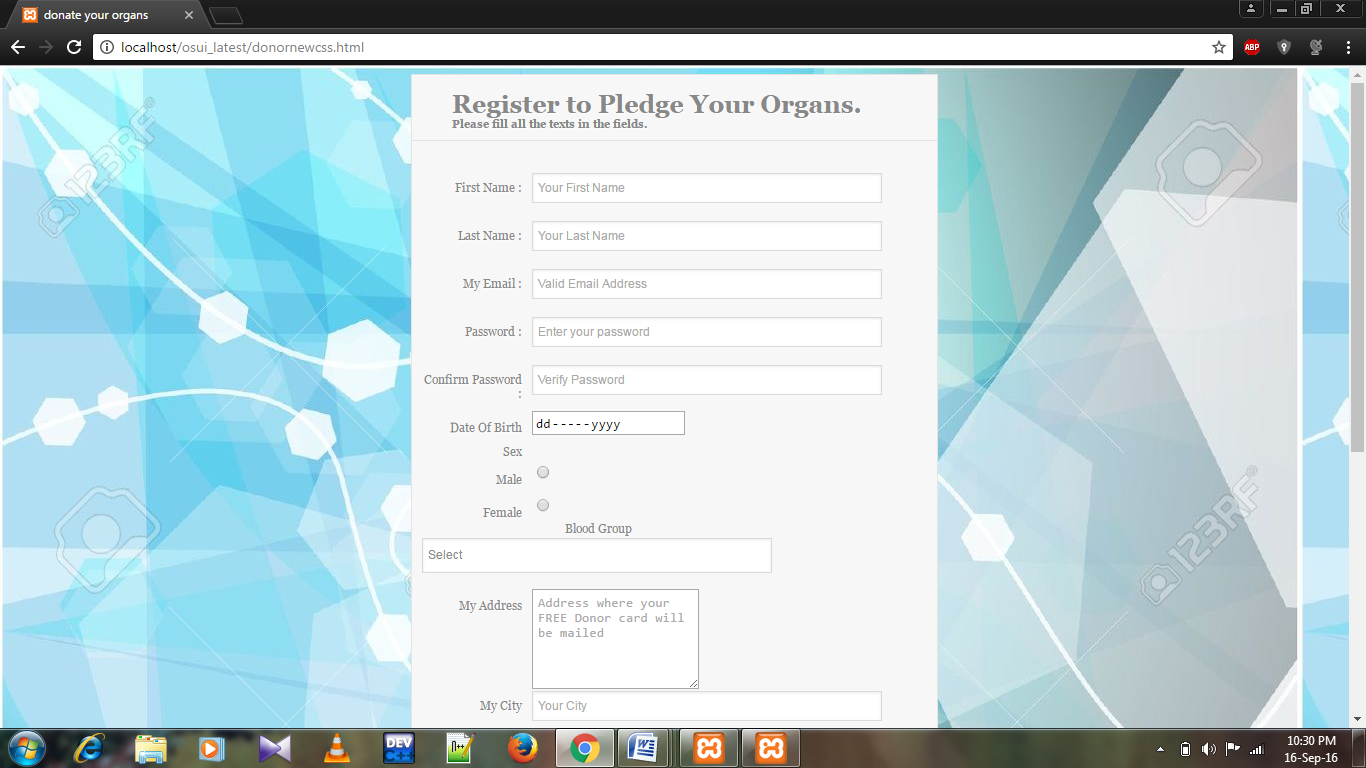 donate your organs
localhost/osui_latest/donornewcss.html
ABP
Register to Pledge Your Organs.
Please fill all the texts in the fields.
First Name :
Your First Name
Last Name :
Your Last Name
My Email :
Valid Email Address
Password :
Enter your password
Confirm Password
:
Verify Password
Date Of Birth
dd-----yyyy
Sex
Male
Female
Blood Group
Select
My Address
Address where your
FREE Donor card will
be mailed
My City
Your City
123RF
123RF
DEV
C++
N++
W
10:30 PM
16-Sep-16